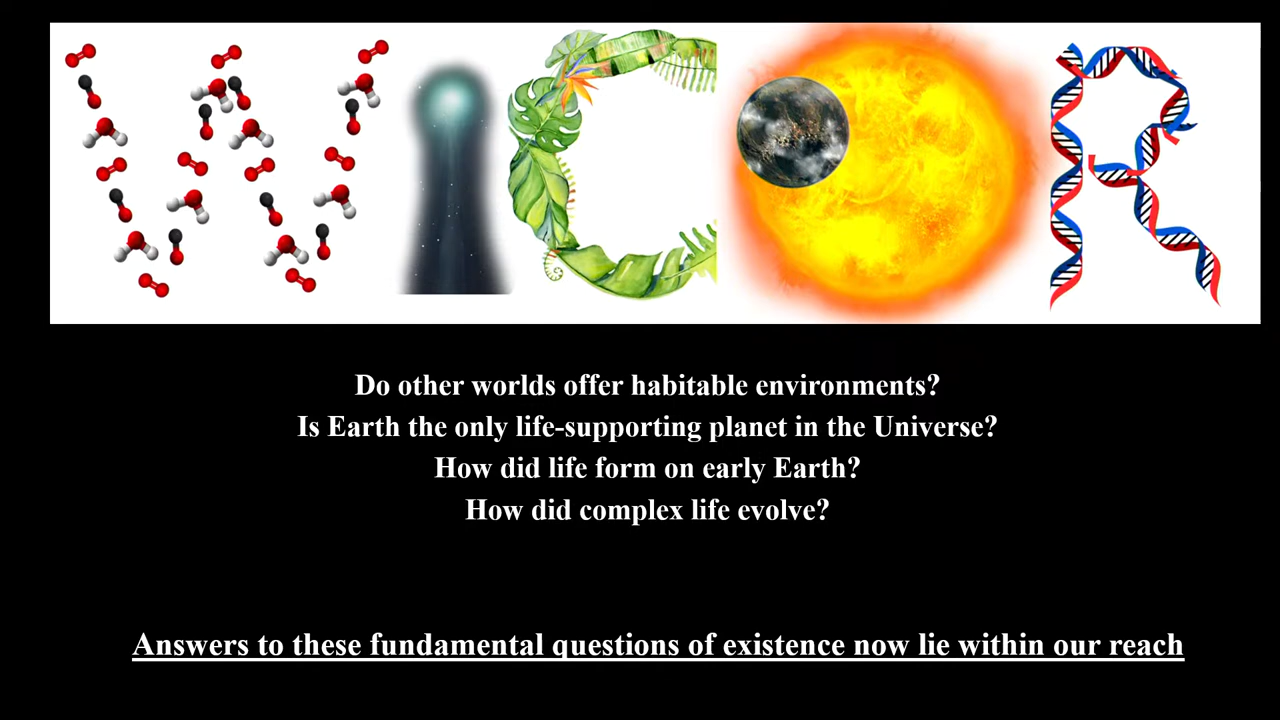 WiCOR
Do other worlds offer habitable environments?
Is Earth the only life-supporting planet in the Universe?
How did life form on early Earth?
How did complex life evolve?
Answers to these fundamental questions of existence now lie within our reach